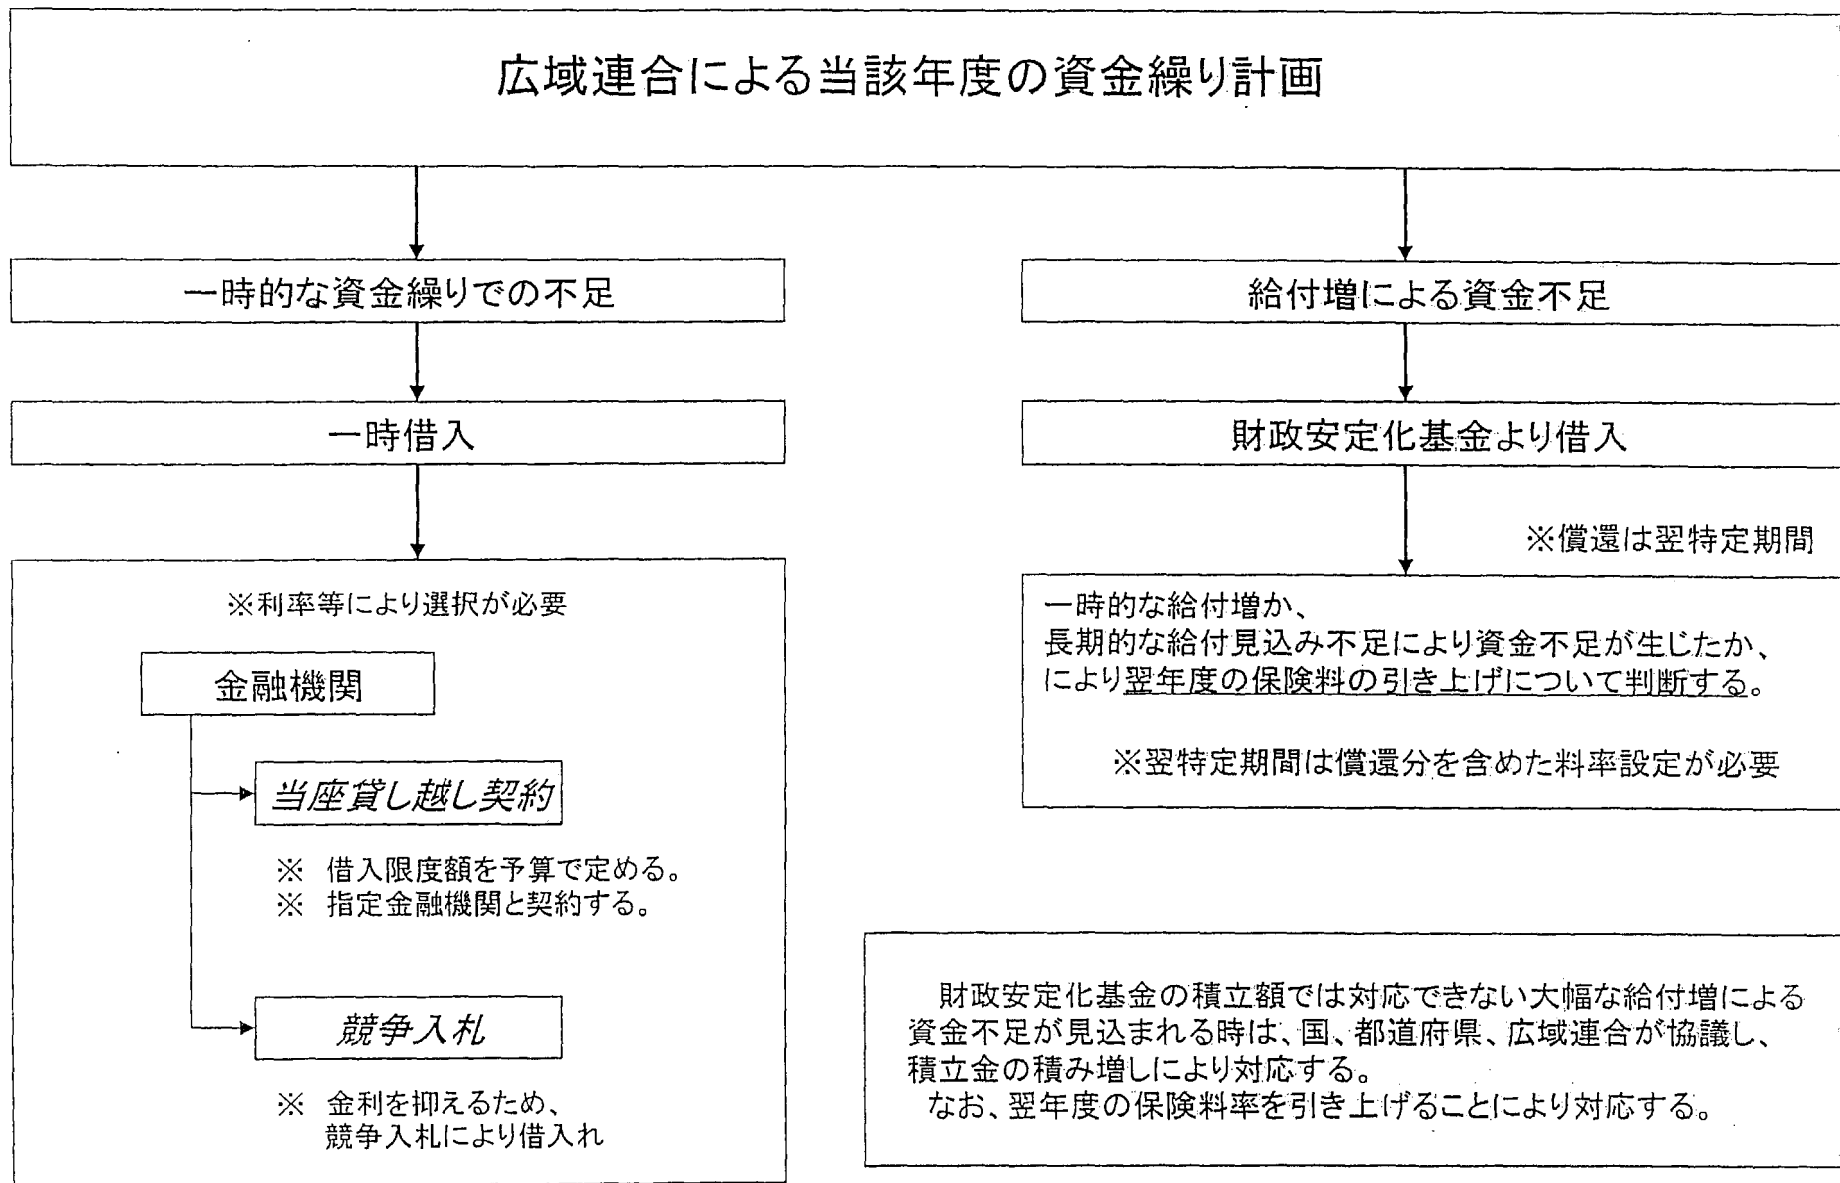 広域連合による当該年度の資金繰り計画
一時的な資金繰りでの不足
一時借入
※利率等により選択が必要
金融機関
当座貸し越し契約
※ 借入限度額を予算で定める。
※ 指定金融機関と契約する。
競争入札
※ 金利を抑えるため、
競争入札により借入れ
給付増による資金不足
財政安定化基金より借入
※償還は翌特定期間
一時的な給付増か、
長期的な給付見込み不足により資金不足が生じたか、
により翌年度の保険料の引き上げについて判断する。
※翌特定期間は償還分を含めた料率設定が必要
財政安定化基金の積立額では対応できない大幅な給付増による
資金不足が見込まれる時は、国、都道府県、広域連合が協議し、
積立金の積み増しにより対応する。
なお、翌年度の保険料率を引き上げることにより対応する。